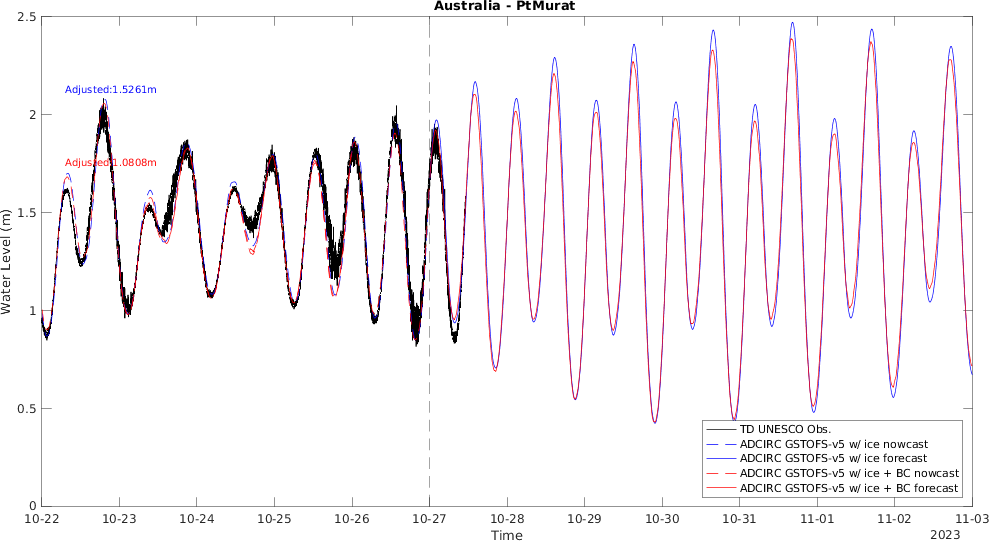 Australia - PtMurat
2.5
2
1.5
1
0.5
0
Water Level (m)
Adjusted:1.5261m
Adjusted:1.0808m
TD UNESCO Obs.
ADCIRC GSTOFS-v5 w/ ice nowcast
ADCIRC GSTOFS-v5 w/ ice forecast
ADCIRC GSTOFS-v5 w/ ice + BC nowcast
ADCIRC GSTOFS-v5 w/ ice + BC forecast
10-22 10-23 10-24 10-25 10-26 10-27 10-28 10-29 10-30 10-31 11-01 11-02 11-03
Time
2023